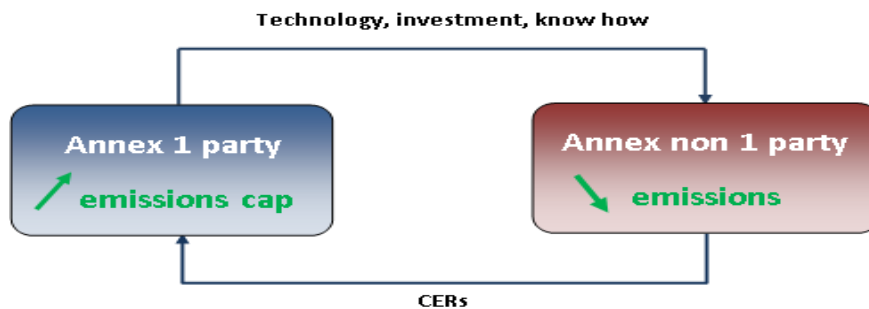 Technology, investment, know how
Annex 1 party
emissions cap
Annex non 1 party
emissions
CERs